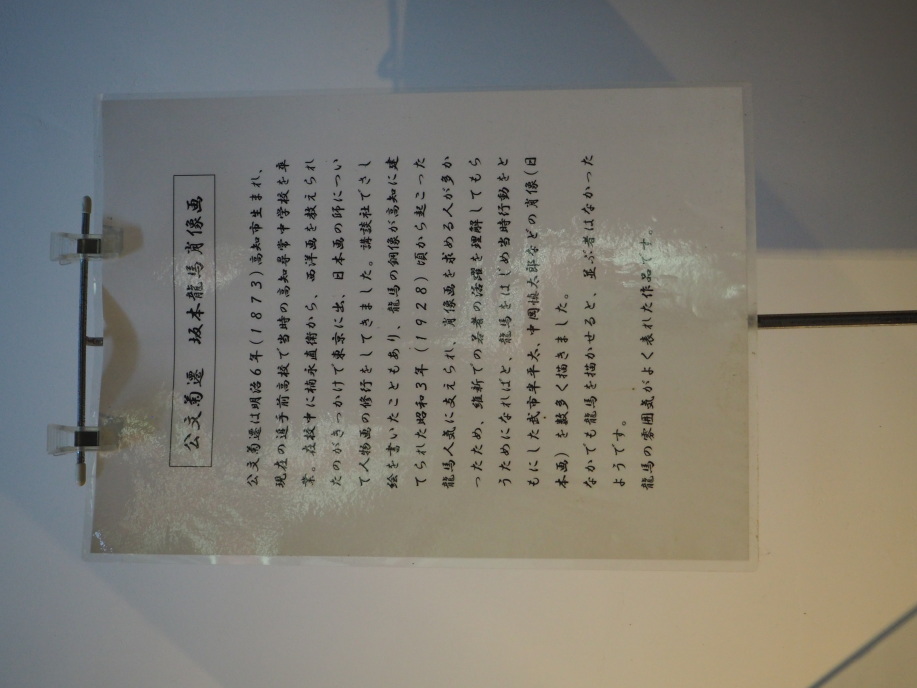 公文菊遷　坂本龍馬肖像画
公文菊遷は明治6年(1873)高知市生まれ、
現在の追手前高校で当時の高知尋常中学校を卒
業。在校中に楠永直衛から、西洋画を教えられ
たのがきっかけで東京に出、日本画の師につい
て人物画の修行をしてきました。講談社でさし
絵を書いたこともあり、龍馬の銅像が高知に建
てられた昭和3年(1928)頃から起こった
龍馬人気に支えられ、肖像画を求める人が多か
ったため、維新での若者の活躍を理解してもら
うためになればと、龍馬をはじめ当時行動をと
もにした武市半平太、中岡慎太郎などの肖像(日
本画)を数多く描きました。
なかでも龍馬を描かせると、並ぶ者はなかった
ようです。
龍馬の雰囲気がよく表れた作品です。